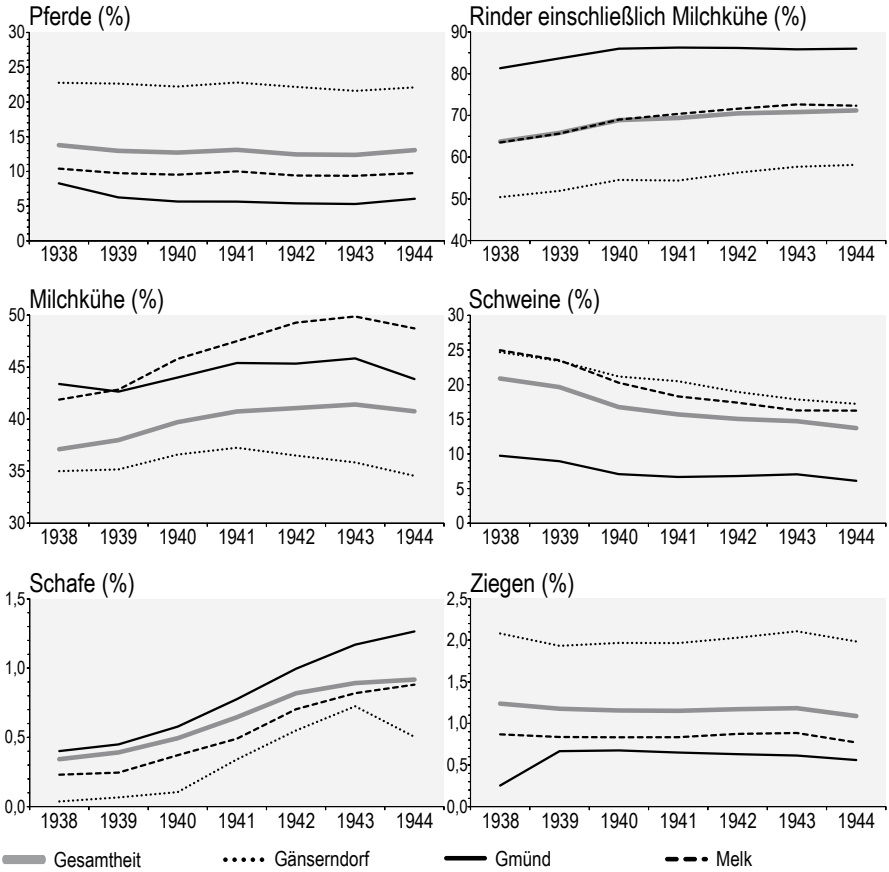 Pferde (%)
30
25
20
15
10
5
0
1938 1939 1940 1941 1942 1943 1944
Rinder einschließlich Milchkühe (%)
90
80
70
60
50
40
1938 1939 1940 1941 1942 1943 1944
Milchkühe (%)
50
45
40
35
30
1938 1939 1940 1941 1942 1943 1944
Schweine (%)
30
25
20
15
10
5
0
1938 1939 1940 1941 1942 1943 1944
Schafe (%)
1,5
1,0
0,5
0,0
1938 1939 1940 1941 1942 1943 1944
Ziegen (%)
2,5
2,0
1,5
1,0
0,5
0,0
1938 1939 1940 1941 1942 1943 1944
Gesamtheit Gänserndorf Gmünd Melk